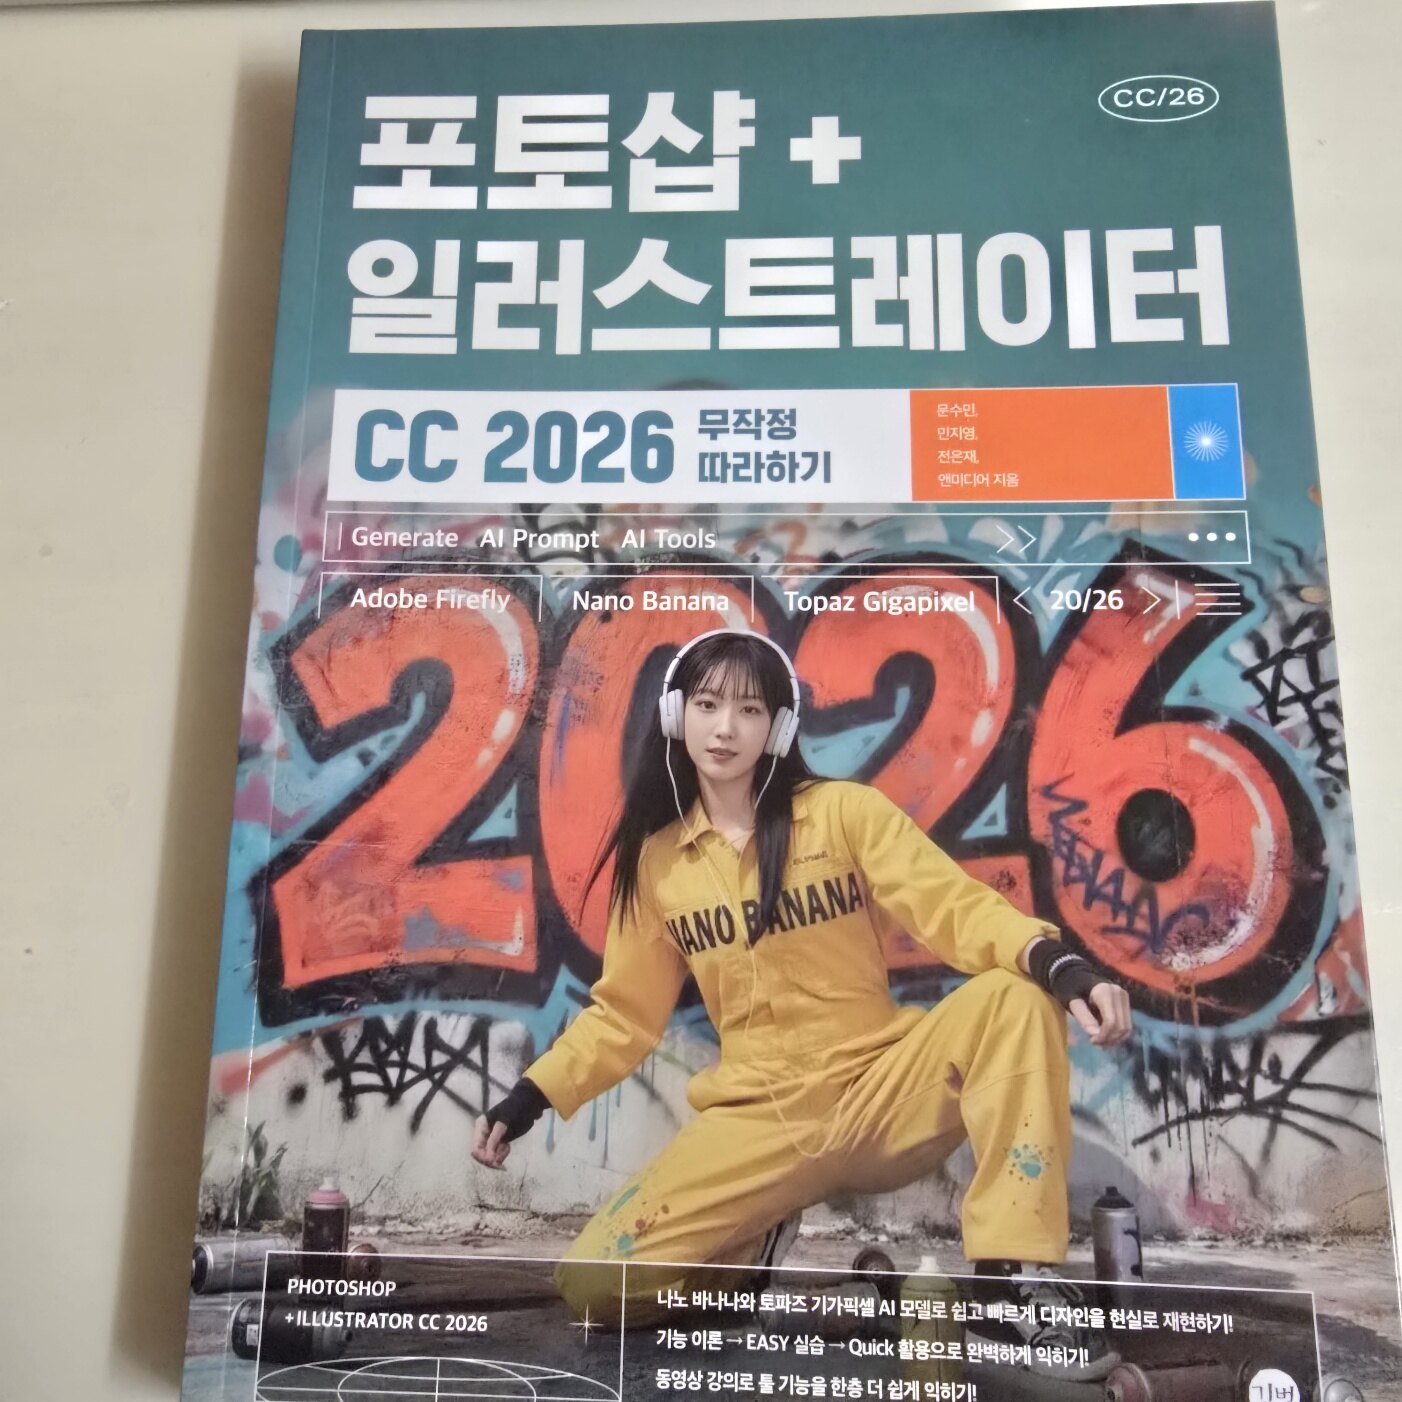 CC/26
포토샵 +
일러스트레이터
CC 2026 무작정
따라하기
문수민,
민지영,
전은재,
앤미디어 지음
Generate AI Prompt AI Tools
Adobe Firefly Nano Banana Topaz Gigapixel < 20/26 >
2026
NANO BANANA
PHOTOSHOP
+ILLUSTRATOR CC 2026
나노 바나나와 토파즈 기가픽셀 AI 모델로 쉽고 빠르게 디자인을 현실로 재현하기!
기능 이론 → EASY 실습 → Quick 활용으로 완벽하게 익히기!
동영상 강의로 툴 기능을 한층 더 쉽게 익히기!
길벗